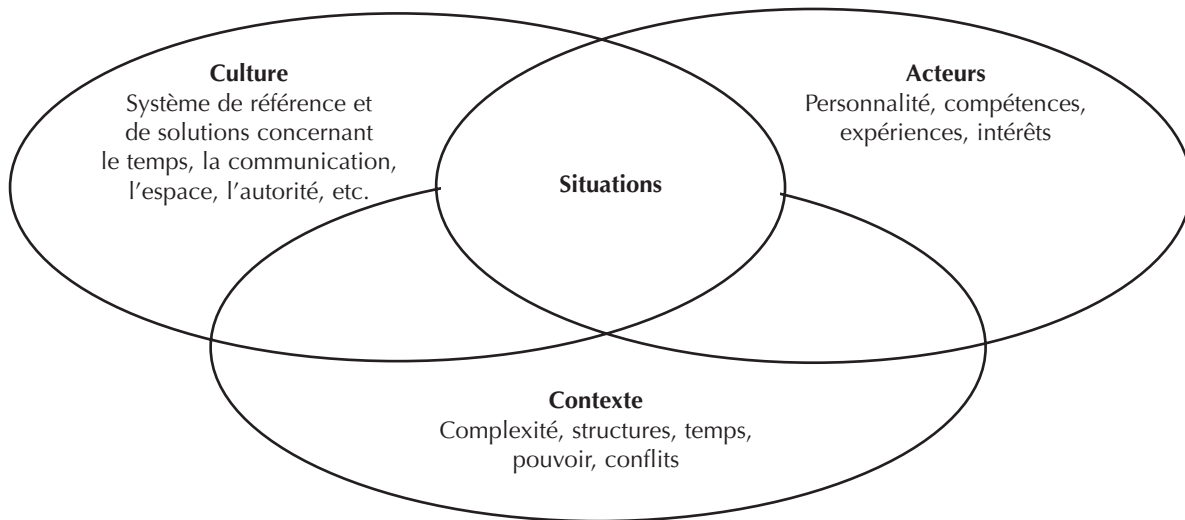 Culture
Système de référence et
de solutions concernant
le temps, la communication,
l'espace, l'autorité, etc.
Acteurs
Personnalité, compétences,
expériences, intérêts
Situations
Contexte
Complexité, structures, temps,
pouvoir, conflits